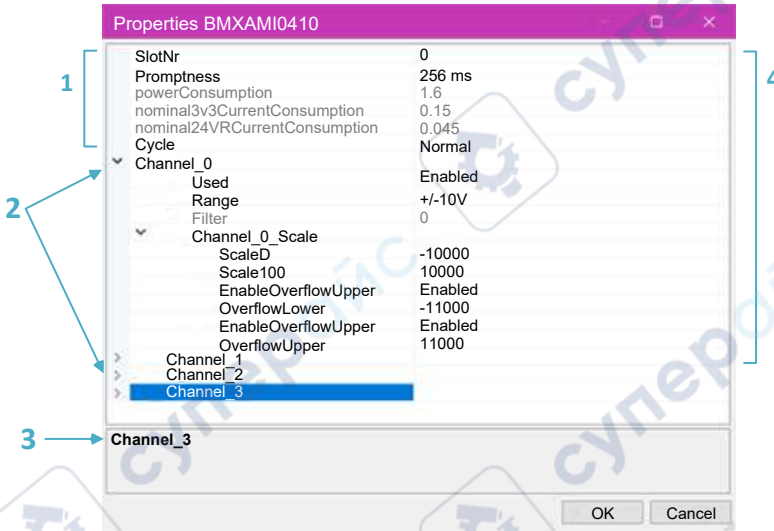 Properties BMXAMI0410
1
SlotNr 0
Promptness 256 ms
powerConsumption 1.6
nominal3v3CurrentConsumption 0.15
nominal24VRCurrentConsumption 0.045
Cycle Normal
4
2
Channel_0
Used Enabled
Range +/-10V
Filter 0
Channel_0_Scale
ScaleD -10000
Scale100 10000
EnableOverflowUpper Enabled
OverflowLower -11000
EnableOverflowUpper Enabled
OverflowUpper 11000
Channel_1
Channel_2
Channel_3
3
Channel_3
OK Cancel